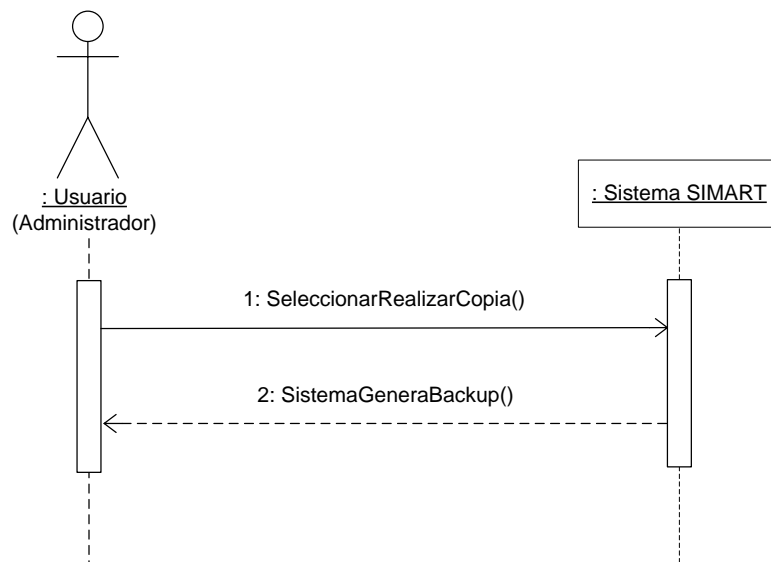 : Usuario
(Administrador)
: Sistema SIMART
1: SeleccionarRealizarCopia()
2: SistemaGeneraBackup()